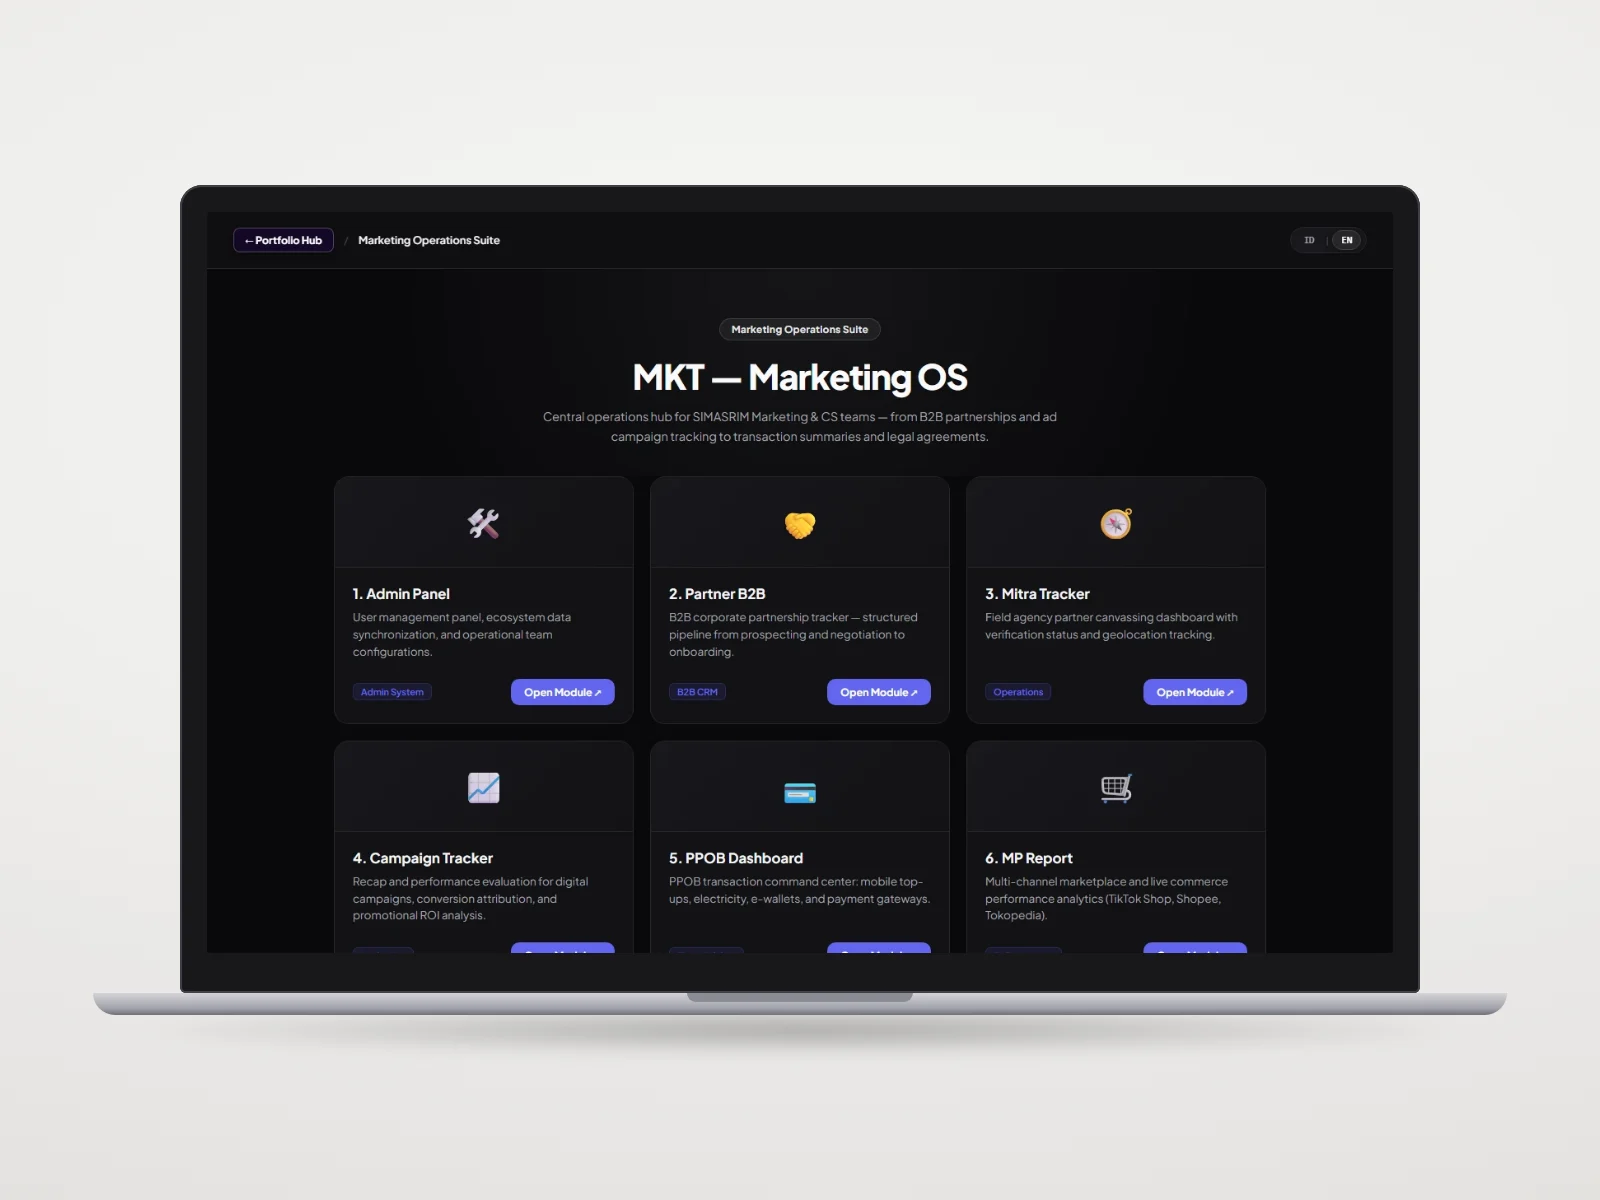 ← Portfolio Hub / Marketing Operations Suite
ID | EN
Marketing Operations Suite
MKT — Marketing OS
Central operations hub for SIMASRIM Marketing & CS teams — from B2B partnerships and ad
campaign tracking to transaction summaries and legal agreements.
1. Admin Panel
User management panel, ecosystem data
synchronization, and operational team
configurations.
Admin System
Open Module ↗
2. Partner B2B
B2B corporate partnership tracker — structured
pipeline from prospecting and negotiation to
onboarding.
B2B CRM
Open Module ↗
3. Mitra Tracker
Field agency partner canvassing dashboard with
verification status and geolocation tracking.
Operations
Open Module ↗
4. Campaign Tracker
Recap and performance evaluation for digital
campaigns, conversion attribution, and
promotional ROI analysis.
5. PPOB Dashboard
PPOB transaction command center: mobile top-
ups, electricity, e-wallets, and payment gateways.
6. MP Report
Multi-channel marketplace and live commerce
performance analytics (TikTok Shop, Shopee,
Tokopedia).